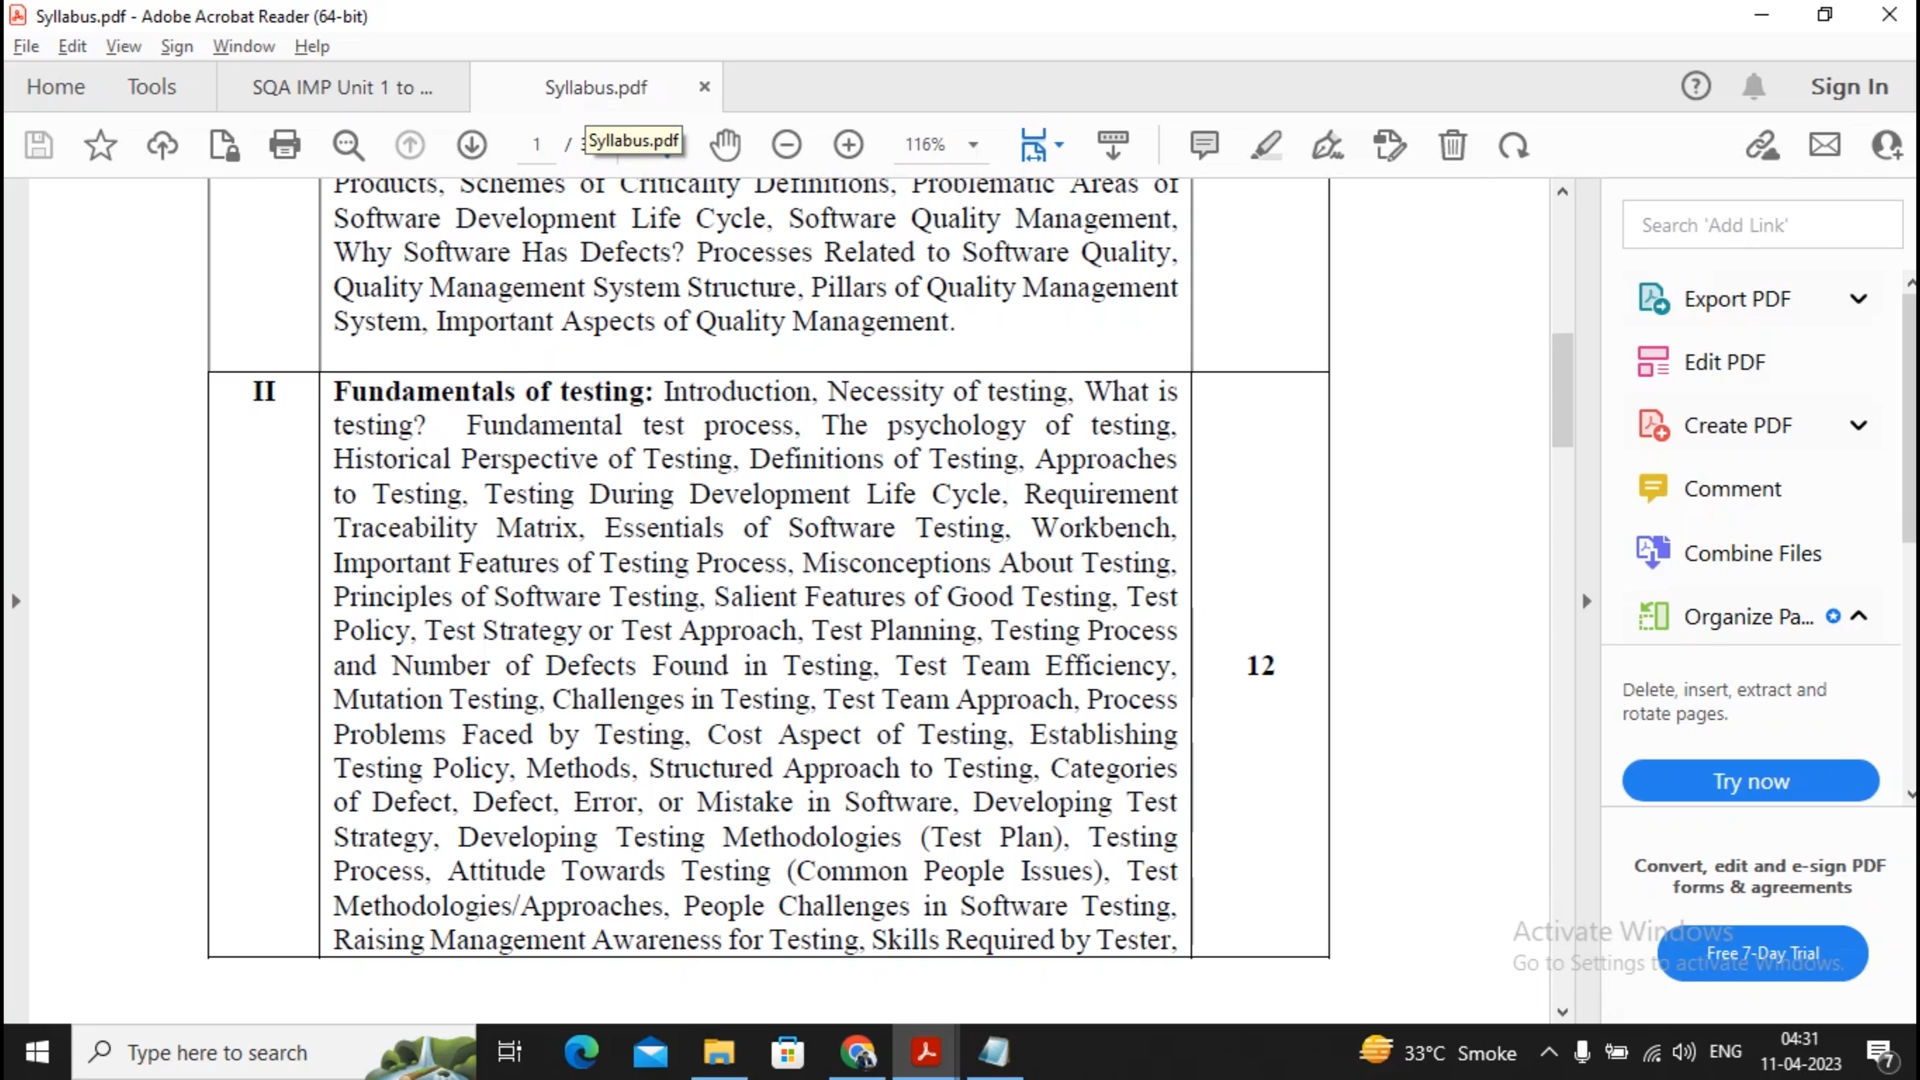 Syllabus.pdf - Adobe Acrobat Reader (64-bit)
File Edit View Sign Window Help
Home Tools SQA IMP Unit 1 to ... Syllabus.pdf Sign In
1 / Syllabus.pdf 116%
Products, Schemes of Criticality Definitions, Problematic Areas of
Software Development Life Cycle, Software Quality Management,
Why Software Has Defects? Processes Related to Software Quality,
Quality Management System Structure, Pillars of Quality Management
System, Important Aspects of Quality Management.
II Fundamentals of testing: Introduction, Necessity of testing, What is
testing? Fundamental test process, The psychology of testing,
Historical Perspective of Testing, Definitions of Testing, Approaches
to Testing, Testing During Development Life Cycle, Requirement
Traceability Matrix, Essentials of Software Testing, Workbench,
Important Features of Testing Process, Misconceptions About Testing,
Principles of Software Testing, Salient Features of Good Testing, Test
Policy, Test Strategy or Test Approach, Test Planning, Testing Process
and Number of Defects Found in Testing, Test Team Efficiency,
Mutation Testing, Challenges in Testing, Test Team Approach, Process
Problems Faced by Testing, Cost Aspect of Testing, Establishing
Testing Policy, Methods, Structured Approach to Testing, Categories
of Defect, Defect, Error, or Mistake in Software, Developing Test
Strategy, Developing Testing Methodologies (Test Plan), Testing
Process, Attitude Towards Testing (Common People Issues), Test
Methodologies/Approaches, People Challenges in Software Testing,
Raising Management Awareness for Testing, Skills Required by Tester,
12
Search 'Add Link'
Export PDF
Edit PDF
Create PDF
Comment
Combine Files
Organize Pa...
Delete, insert, extract and
rotate pages.
Try now
Convert, edit and e-sign PDF
forms & agreements
Free 7-Day Trial
Activate Windows
Go to Settings to activate Windows.
Type here to search
33°C Smoke ENG
04:31
11-04-2023
7